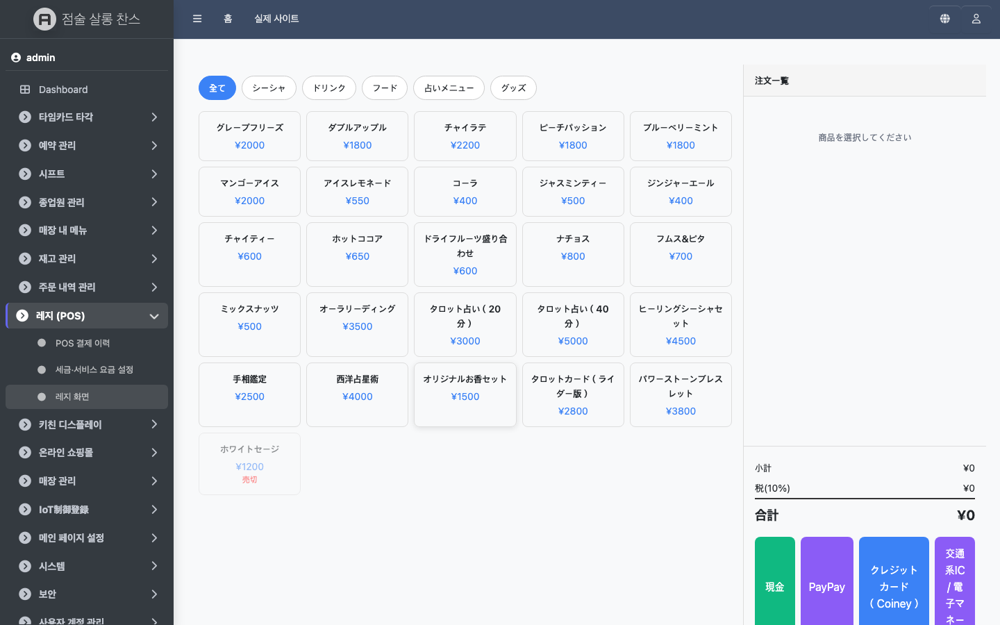 점술 살롱 찬스
홈
실제 사이트
admin
Dashboard
타임카드 타각
예약 관리
시프트
종업원 관리
매장 내 메뉴
재고 관리
주문 내역 관리
레지 (POS)
POS 결제 이력
세금·서비스 요금 설정
레지 화면
키친 디스플레이
온라인 쇼핑몰
매장 관리
IoT制御登録
메인 페이지 설정
시스템
보안
사용자 계정 관리
全て
シーシャ
ドリンク
フード
占いメニュー
グッズ
グレープフリーズ
¥2000
ダブルアップル
¥1800
チャイラテ
¥2200
ピーチパッション
¥1800
ブルーベリーミント
¥1800
マンゴーアイス
¥2000
アイスレモネード
¥550
コーラ
¥400
ジャスミンティー
¥500
ジンジャーエール
¥400
チャイティー
¥600
ホットココア
¥650
ドライフルーツ盛り合
わせ
¥600
ナチョス
¥800
フムス&ピタ
¥700
ミックスナッツ
¥500
オーラリーディング
¥3500
タロット占い（20
分）
¥3000
タロット占い（40
分）
¥5000
ヒーリングシーシャセ
ット
¥4500
手相鑑定
¥2500
西洋占星術
¥4000
オリジナルお香セット
¥1500
タロットカード（ライ
ダー版）
¥2800
パワーストーンブレス
レット
¥3800
ホワイトセージ
¥1200
売切
注文一覧
商品を選択してください
小計
¥0
税(10%)
¥0
合計
¥0
現金
PayPay
クレジット
カード
（Coiney）
交通
系IC
/ 電
子マ
ネー